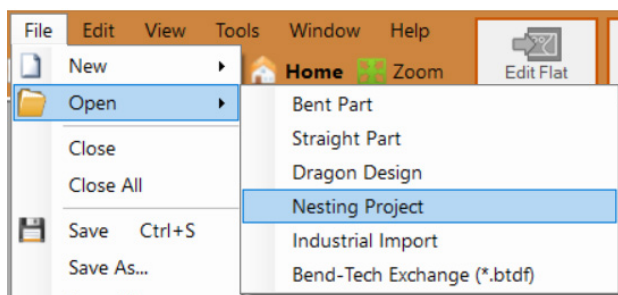 File Edit View Tools Window Help
New
Home Zoom Edit Flat
Open
Bent Part
Straight Part
Close
Dragon Design
Close All
Nesting Project
Save Ctrl+S
Industrial Import
Save As...
Bend-Tech Exchange (*.btdf)